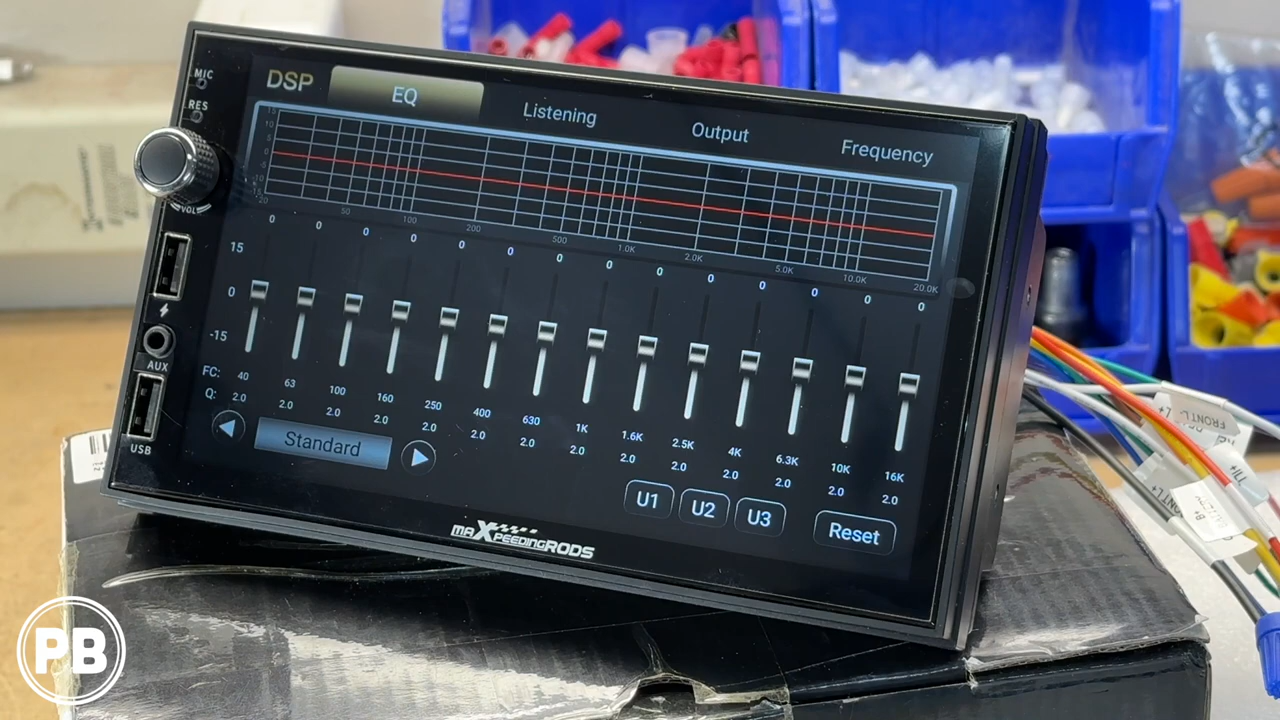 MIC
RES
VOL
AUX
USB
DSP
EQ
Listening
Output
Frequency
15
10
5
0
-5
-10
-15
20
50
100
200
500
1.0K
2.0K
5.0K
10.0K
20.0K
0 0 0 0 0 0 0 0 0 0 0 0 0 0
15
0
-15
FC: 40 63 100 160 250 400 630 1K 1.6K 2.5K 4K 6.3K 10K 16K
Q: 2.0 2.0 2.0 2.0 2.0 2.0 2.0 2.0 2.0 2.0 2.0 2.0 2.0 2.0
Standard
U1 U2 U3 Reset
maXpeedingRODS
FRONT L
PB